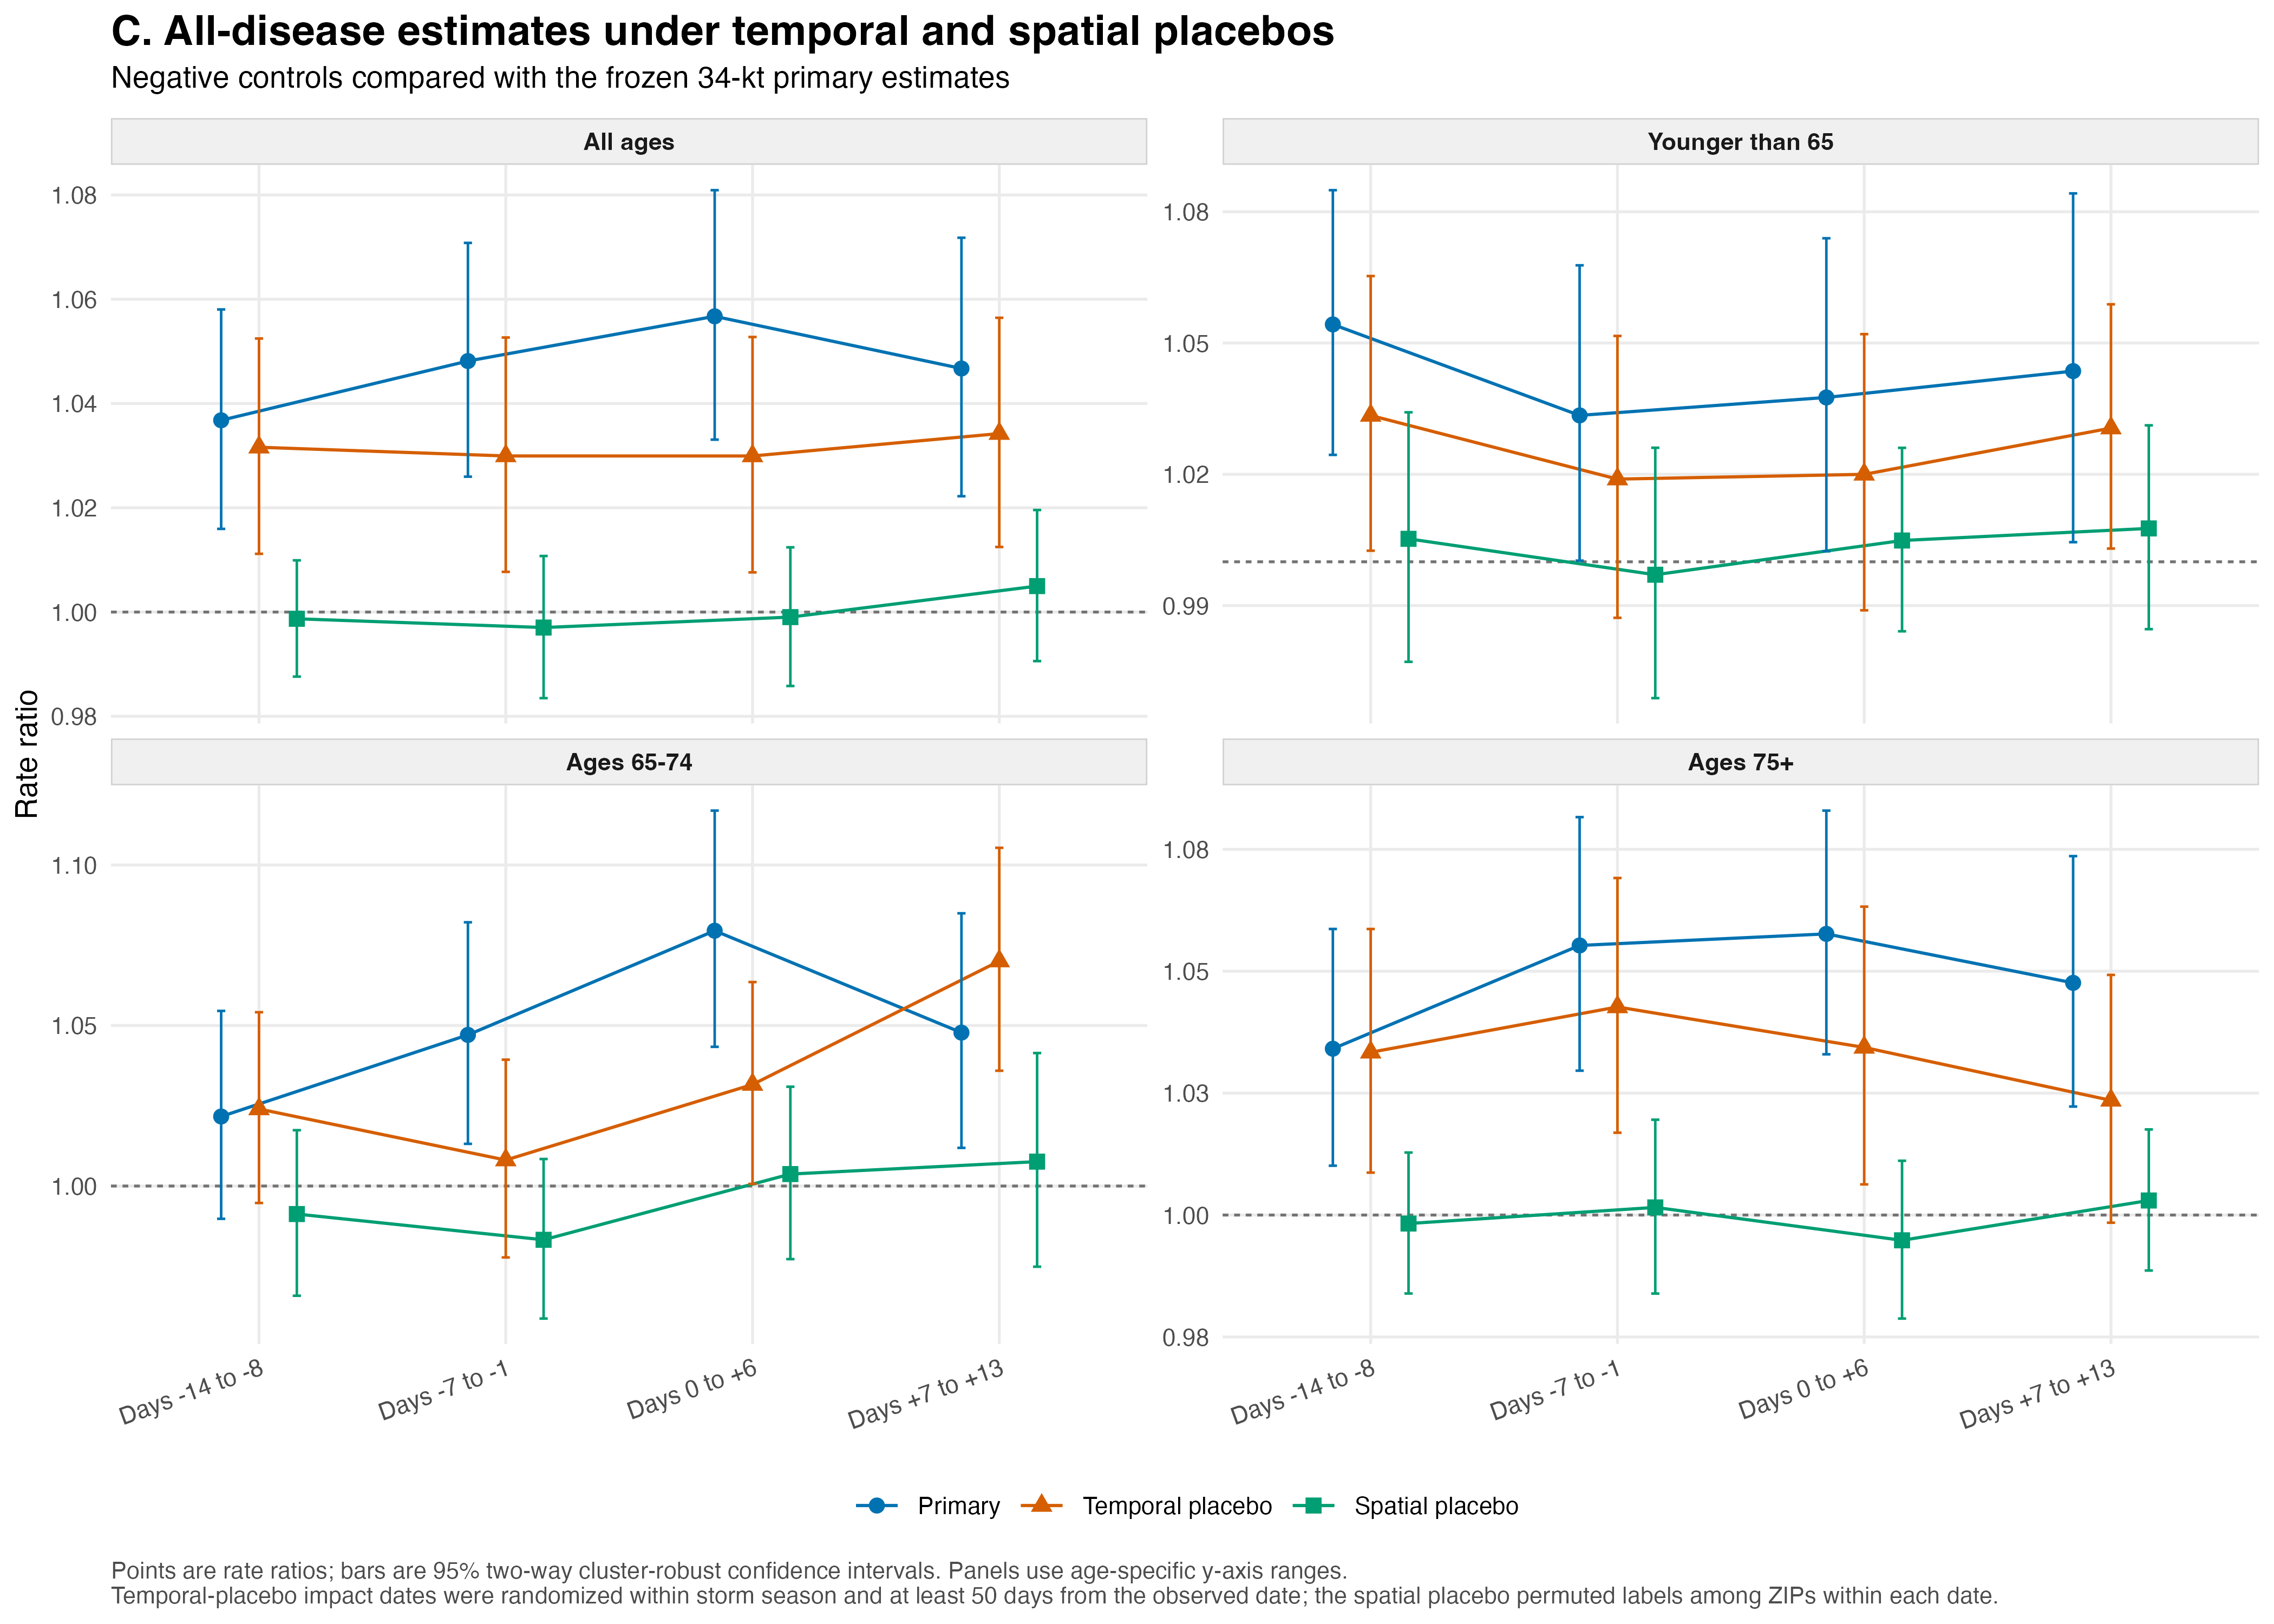 C. All-disease estimates under temporal and spatial placebos
Negative controls compared with the frozen 34-kt primary estimates
All ages
Younger than 65
1.08
1.06
1.04
1.02
1.00
0.98
1.08
1.05
1.02
0.99
Rate ratio
Ages 65-74
Ages 75+
1.10
1.05
1.00
1.08
1.05
1.03
1.00
0.98
Days -14 to -8
Days -7 to -1
Days 0 to +6
Days +7 to +13
Days -14 to -8
Days -7 to -1
Days 0 to +6
Days +7 to +13
Primary
Temporal placebo
Spatial placebo
Points are rate ratios; bars are 95% two-way cluster-robust confidence intervals. Panels use age-specific y-axis ranges.
Temporal-placebo impact dates were randomized within storm season and at least 50 days from the observed date; the spatial placebo permuted labels among ZIPs within each date.